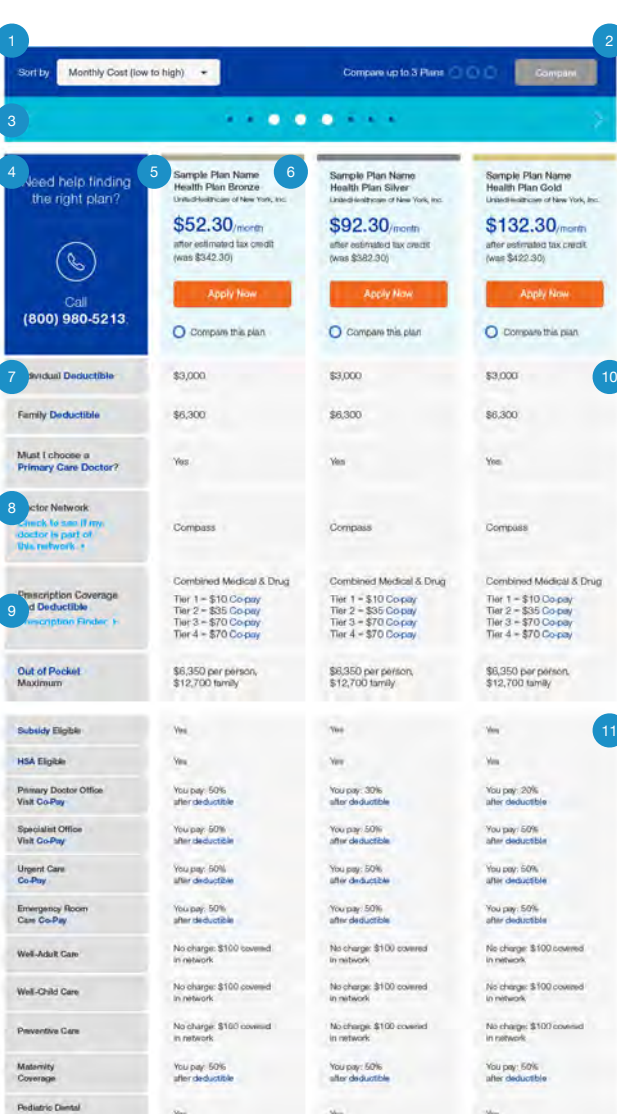 1
2
Sort by
Monthly Cost (low to high)
Compare up to 3 Plans
Compare
3
4
5
6
Need help finding
the right plan?
Call
(800) 980-5213.
Sample Plan Name
Health Plan Bronze
UnitedHealthcare of New York, Inc.
$52.30/month
after estimated tax credit
(was $342.30)
Apply Now
Compare this plan
Sample Plan Name
Health Plan Silver
UnitedHealthcare of New York, Inc.
$92.30/month
after estimated tax credit
(was $382.30)
Apply Now
Compare this plan
Sample Plan Name
Health Plan Gold
UnitedHealthcare of New York, Inc.
$132.30/month
after estimated tax credit
(was $422.30)
Apply Now
Compare this plan
7
Individual Deductible
$3,000
$3,000
$3,000
10
Family Deductible
$6,300
$6,300
$6,300
Must I choose a
Primary Care Doctor?
Yes
Yes
Yes
8
Doctor Network
Check to see if my
doctor is part of
this network
Compass
Compass
Compass
9
Prescription Coverage
and Deductible
Prescription Finder
Combined Medical & Drug
Tier 1 = $10 Co-pay
Tier 2 = $35 Co-pay
Tier 3 = $70 Co-pay
Tier 4 = $70 Co-pay
Combined Medical & Drug
Tier 1 = $10 Co-pay
Tier 2 = $35 Co-pay
Tier 3 = $70 Co-pay
Tier 4 = $70 Co-pay
Combined Medical & Drug
Tier 1 = $10 Co-pay
Tier 2 = $35 Co-pay
Tier 3 = $70 Co-pay
Tier 4 = $70 Co-pay
Out of Pocket
Maximum
$6,350 per person,
$12,700 family
$6,350 per person,
$12,700 family
$6,350 per person,
$12,700 family
Subsidy Eligible
Yes
Yes
Yes
11
HSA Eligible
Yes
Yes
Yes
Primary Doctor Office
Visit Co-Pay
You pay: 50%
after deductible
You pay: 30%
after deductible
You pay: 20%
after deductible
Specialist Office
Visit Co-Pay
You pay: 50%
after deductible
You pay: 50%
after deductible
You pay: 50%
after deductible
Urgent Care
Co-Pay
You pay: 50%
after deductible
You pay: 50%
after deductible
You pay: 50%
after deductible
Emergency Room
Care Co-Pay
You pay: 50%
after deductible
You pay: 50%
after deductible
You pay: 50%
after deductible
Well-Adult Care
No charge: $100 covered
in network
No charge: $100 covered
in network
No charge: $100 covered
in network
Well-Child Care
No charge: $100 covered
in network
No charge: $100 covered
in network
No charge: $100 covered
in network
Preventive Care
No charge: $100 covered
in network
No charge: $100 covered
in network
No charge: $100 covered
in network
Maternity
Coverage
You pay: 50%
after deductible
You pay: 50%
after deductible
You pay: 50%
after deductible
Pediatric Dental
Yes
Yes
Yes